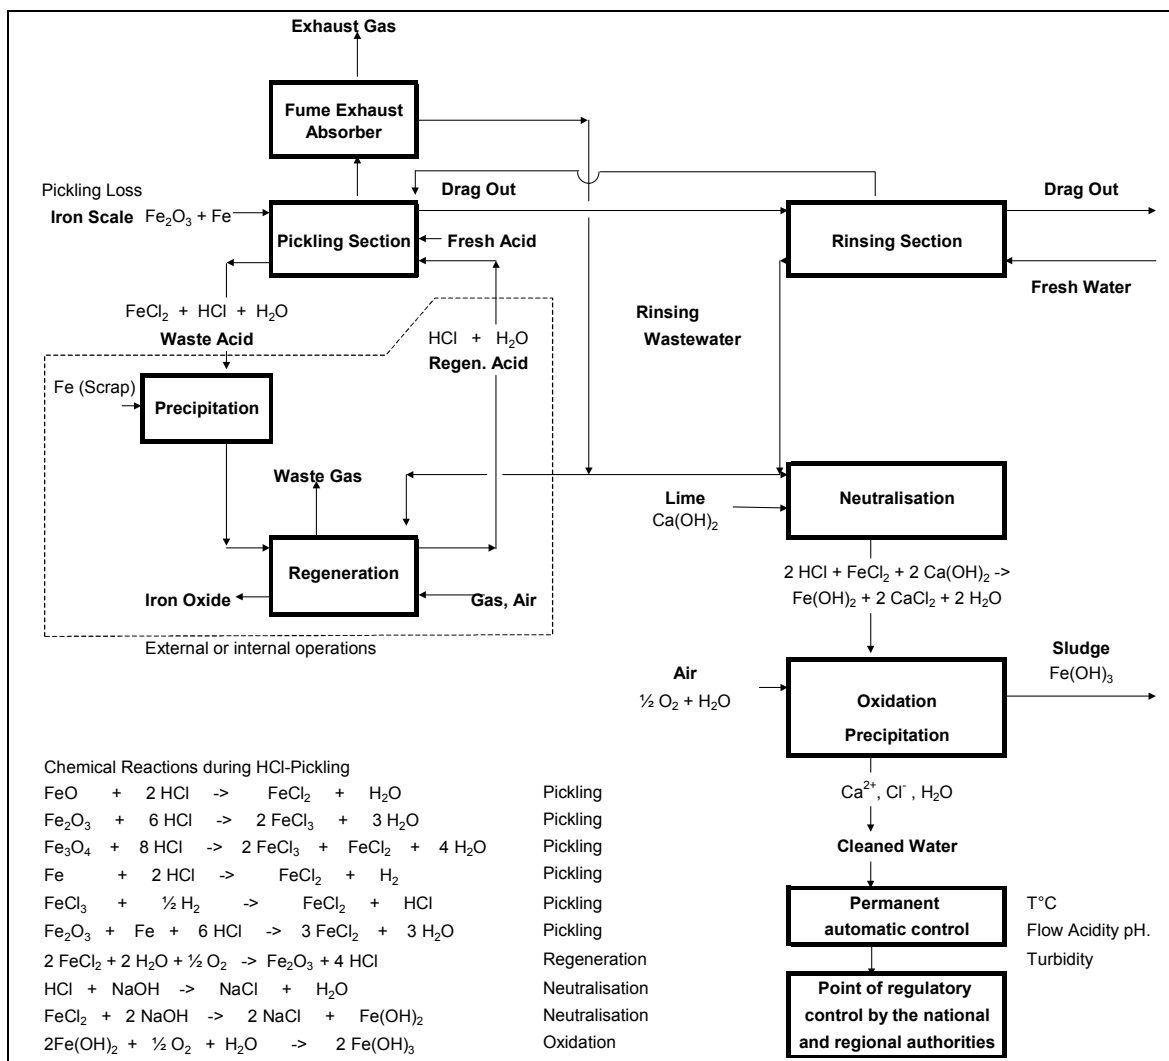 Exhaust Gas
Fume Exhaust
Absorber
Pickling Loss
Iron Scale Fe₂O₃ + Fe
Pickling Section
Drag Out
Fresh Acid
Rinsing Section
Drag Out
Fresh Water
FeCl₂ + HCl + H₂O
Waste Acid
HCl + H₂O
Regen. Acid
Rinsing
Wastewater
Fe (Scrap)
Precipitation
Waste Gas
Regeneration
Iron Oxide
Gas, Air
External or internal operations
Lime
Ca(OH)₂
Neutralisation
2 HCl + FeCl₂ + 2 Ca(OH)₂ ->
Fe(OH)₂ + 2 CaCl₂ + 2 H₂O
Air
½ O₂ + H₂O
Oxidation
Precipitation
Sludge
Fe(OH)₃
Ca²⁺, Cl⁻ , H₂O
Cleaned Water
Permanent
automatic control
T°C
Flow Acidity pH.
Turbidity
Point of regulatory
control by the national
and regional authorities
Chemical Reactions during HCl-Pickling
FeO + 2 HCl -> FeCl₂ + H₂O Pickling
Fe₂O₃ + 6 HCl -> 2 FeCl₃ + 3 H₂O Pickling
Fe₃O₄ + 8 HCl -> 2 FeCl₃ + FeCl₂ + 4 H₂O Pickling
Fe + 2 HCl -> FeCl₂ + H₂ Pickling
FeCl₃ + ½ H₂ -> FeCl₂ + HCl Pickling
Fe₂O₃ + Fe + 6 HCl -> 3 FeCl₂ + 3 H₂O Pickling
2 FeCl₂ + 2 H₂O + ½ O₂ -> Fe₂O₃ + 4 HCl Regeneration
HCl + NaOH -> NaCl + H₂O Neutralisation
FeCl₂ + 2 NaOH -> 2 NaCl + Fe(OH)₂ Neutralisation
2Fe(OH)₂ + ½ O₂ + H₂O -> 2 Fe(OH)₃ Oxidation